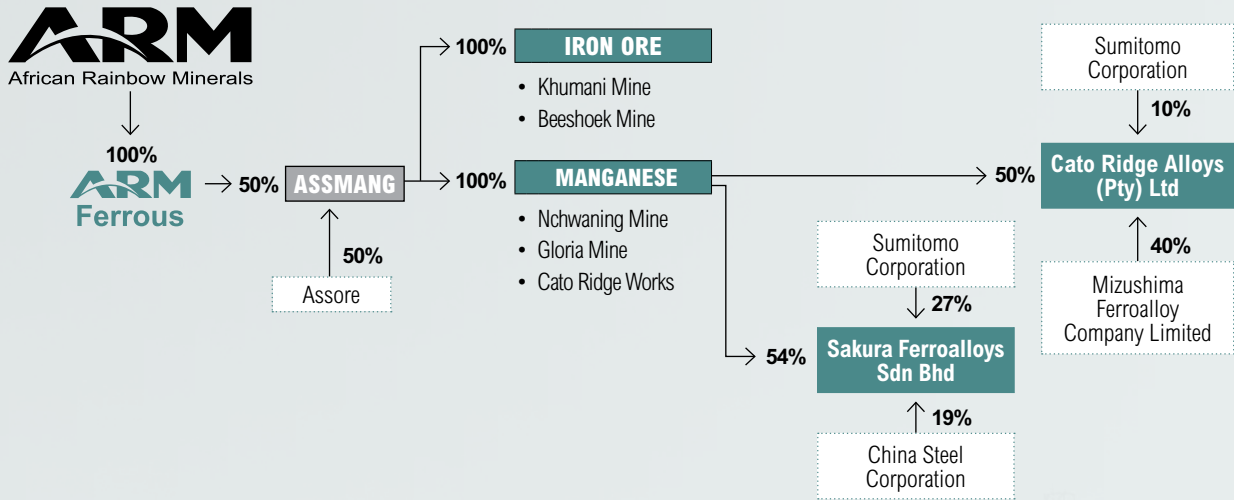 ARM
African Rainbow Minerals
100%
ARM
Ferrous
50%
ASSMANG
50%
Assore
100%
IRON ORE
• Khumani Mine
• Beeshoek Mine
100%
MANGANESE
• Nchwaning Mine
• Gloria Mine
• Cato Ridge Works
Sumitomo
Corporation
10%
50%
Cato Ridge Alloys
(Pty) Ltd
40%
Mizushima
Ferroalloy
Company Limited
Sumitomo
Corporation
27%
54%
Sakura Ferroalloys
Sdn Bhd
19%
China Steel
Corporation